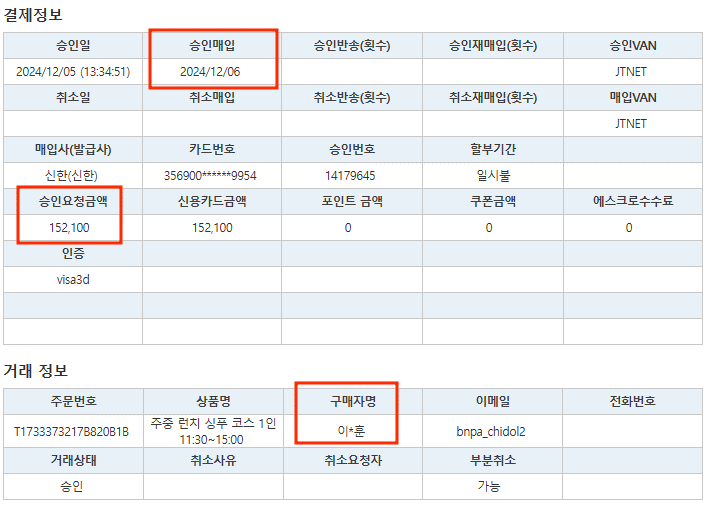 결제정보
승인일 승인매입 승인반송(횟수) 승인재매입(횟수) 승인VAN
2024/12/05 (13:34:51) 2024/12/06 JTNET
취소일 취소매입 취소반송(횟수) 취소재매입(횟수) 매입VAN
JTNET
매입사(발급사) 카드번호 승인번호 할부기간
신한(신한) 356900******9954 14179645 일시불
승인요청금액 신용카드금액 포인트 금액 쿠폰금액 에스크로수수료
152,100 152,100 0 0 0
인증
visa3d
거래 정보
주문번호 상품명 구매자명 이메일 전화번호
T1733373217B820B1B 주중 런치 싱푸 코스 1인 이*훈 bnpa_chidol2
11:30~15:00
거래상태 취소사유 취소요청자 부분취소
승인 가능